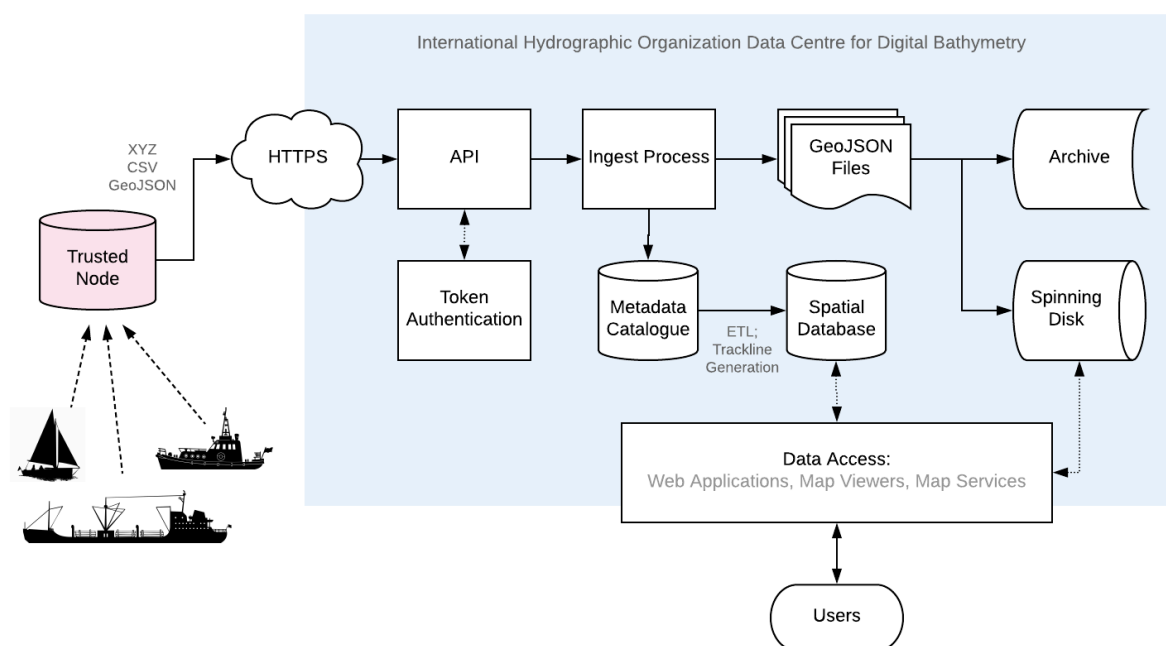 International Hydrographic Organization Data Centre for Digital Bathymetry
XYZ
CSV
GeoJSON
HTTPS
API
Ingest Process
GeoJSON
Files
Archive
Trusted
Node
Token
Authentication
Metadata
Catalogue
ETL;
Trackline
Generation
Spatial
Database
Spinning
Disk
Data Access:
Web Applications, Map Viewers, Map Services
Users